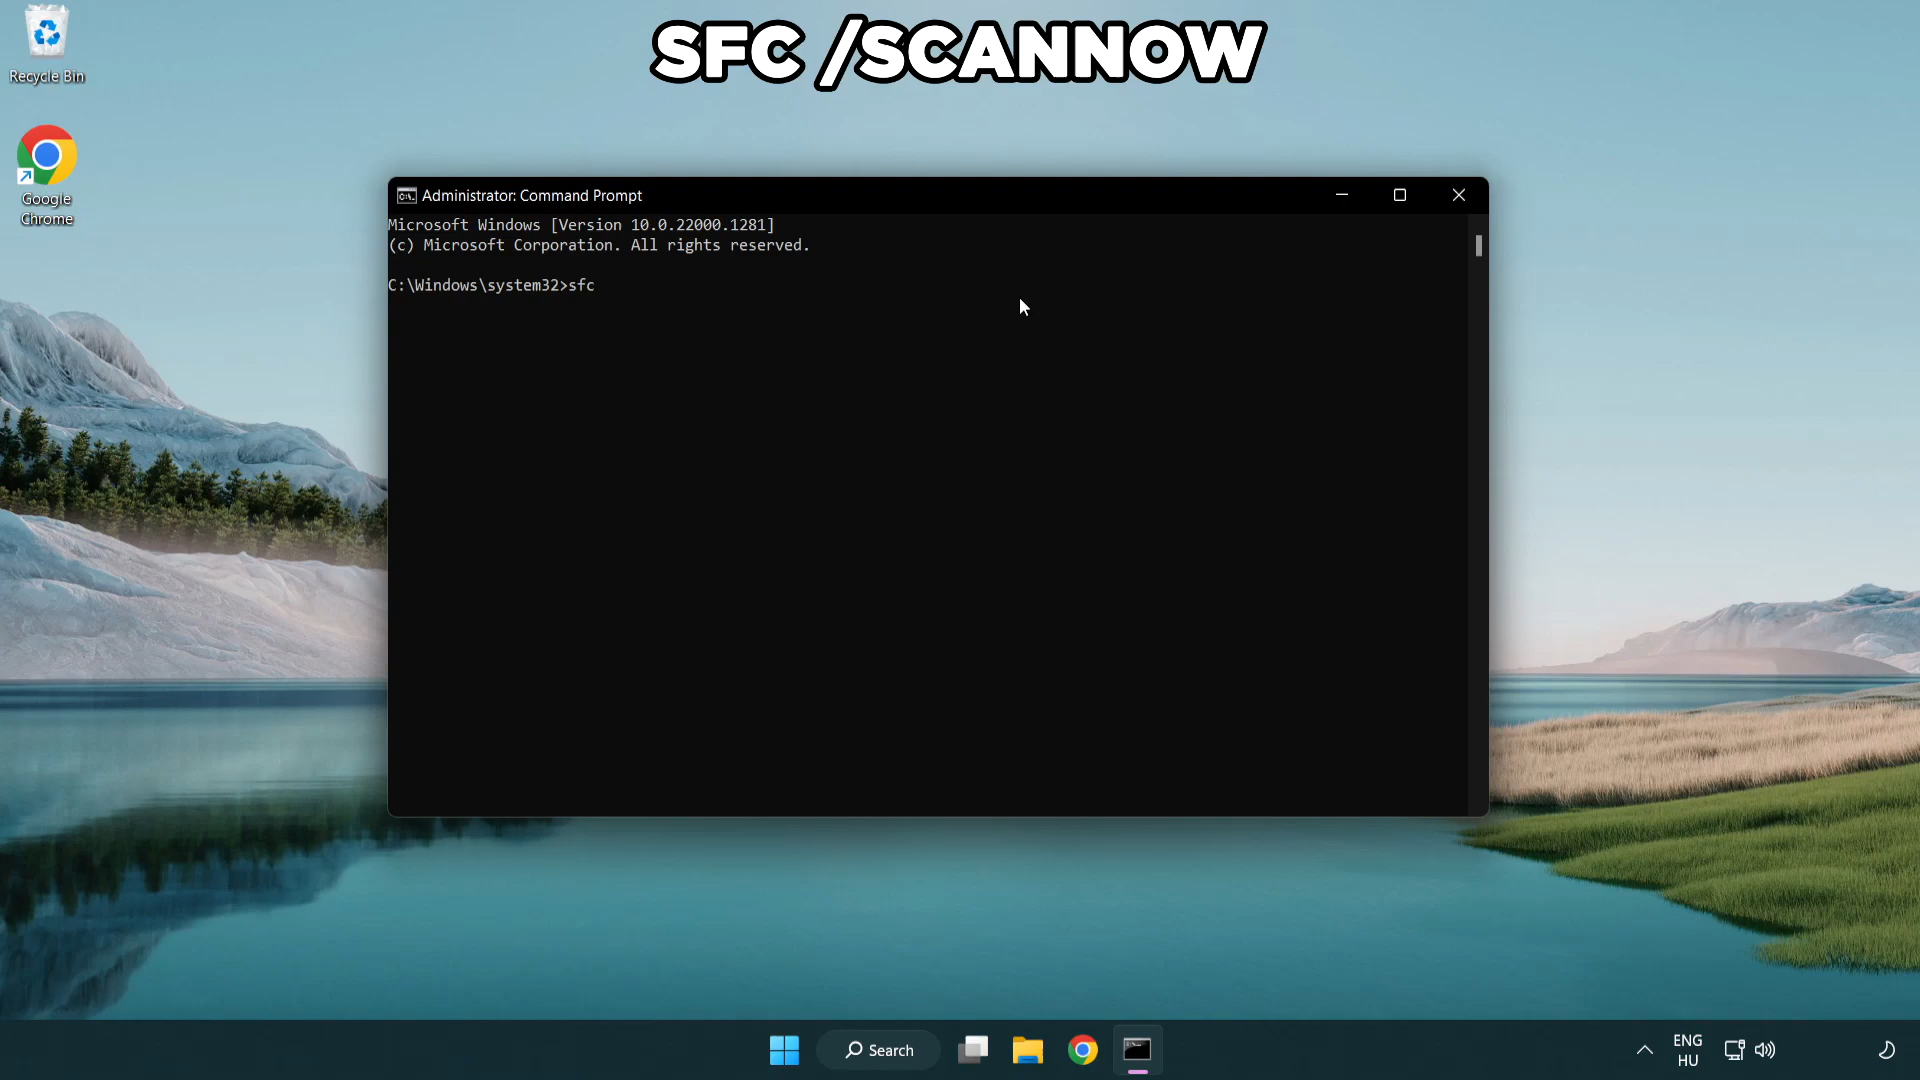 SFC /SCANNOW
Recycle Bin
Google
Chrome
Administrator: Command Prompt
Microsoft Windows [Version 10.0.22000.1281]
(c) Microsoft Corporation. All rights reserved.
C:\Windows\system32>sfc
Search
ENG
HU